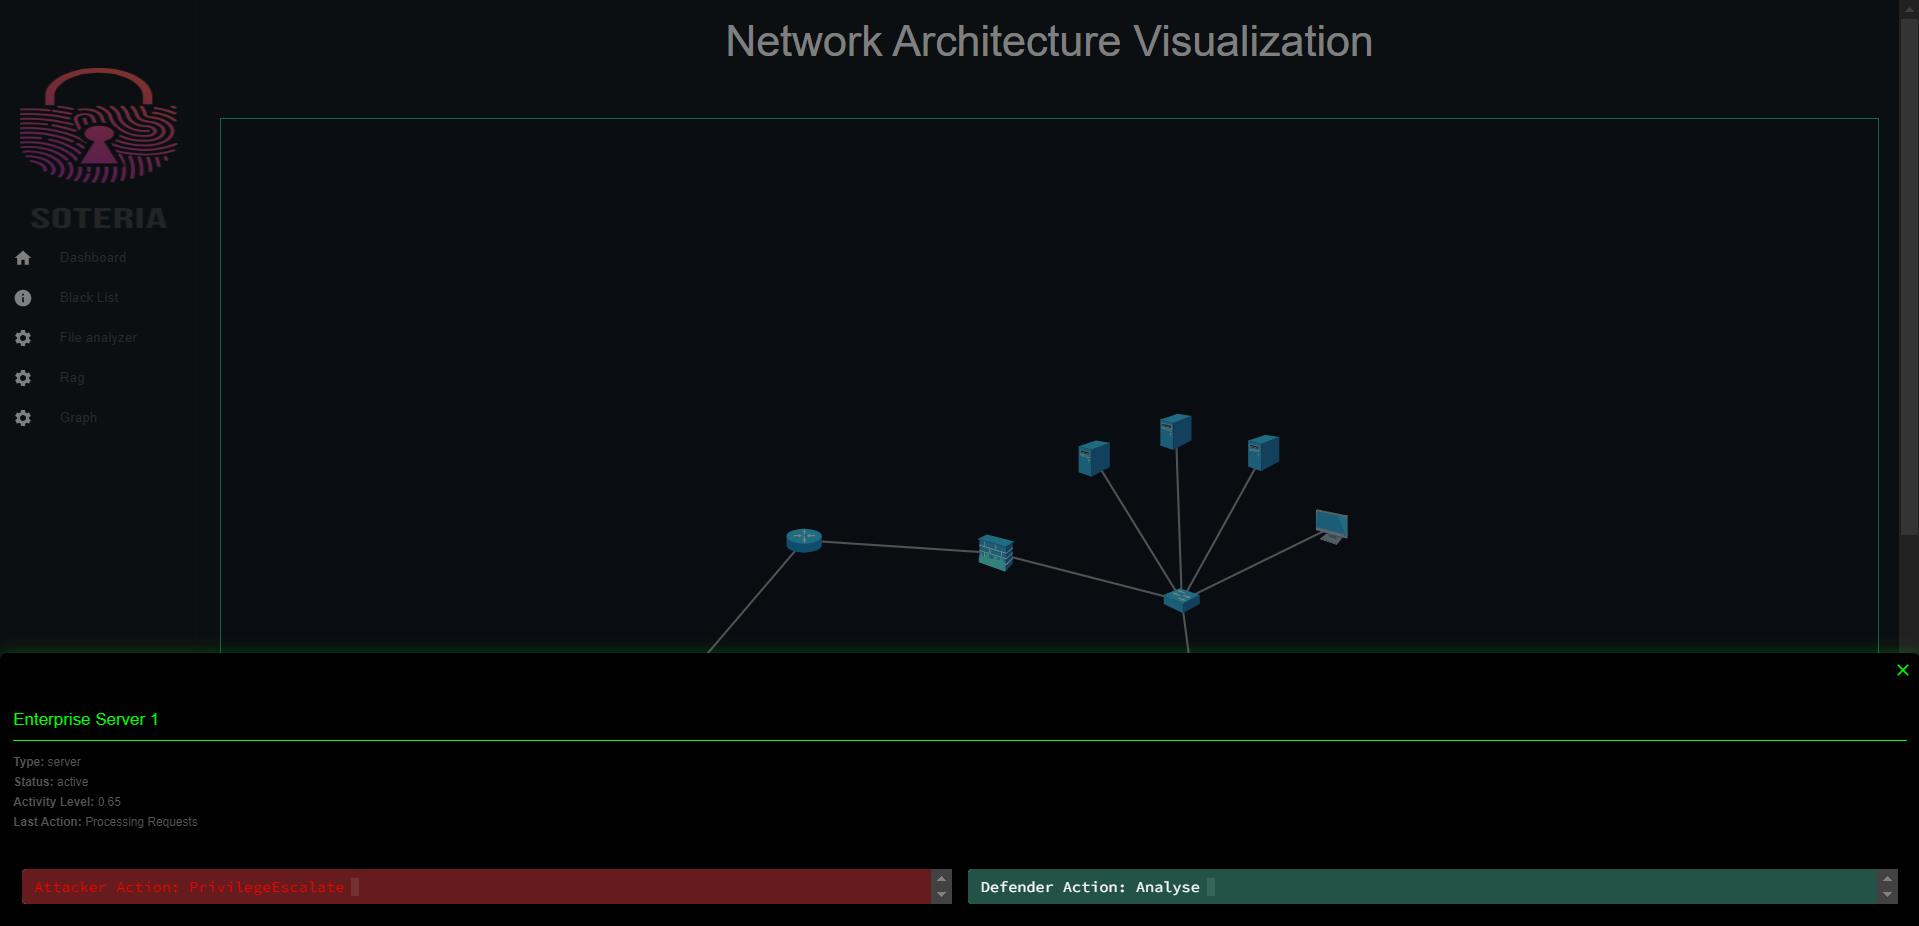 Network Architecture Visualization
SOTERIA
Dashboard
Black List
File analyzer
Rag
Graph
Enterprise Server 1
Type: server
Status: active
Activity Level: 0.65
Last Action: Processing Requests
Attacker Action: PrivilegeEscalate
Defender Action: Analyse